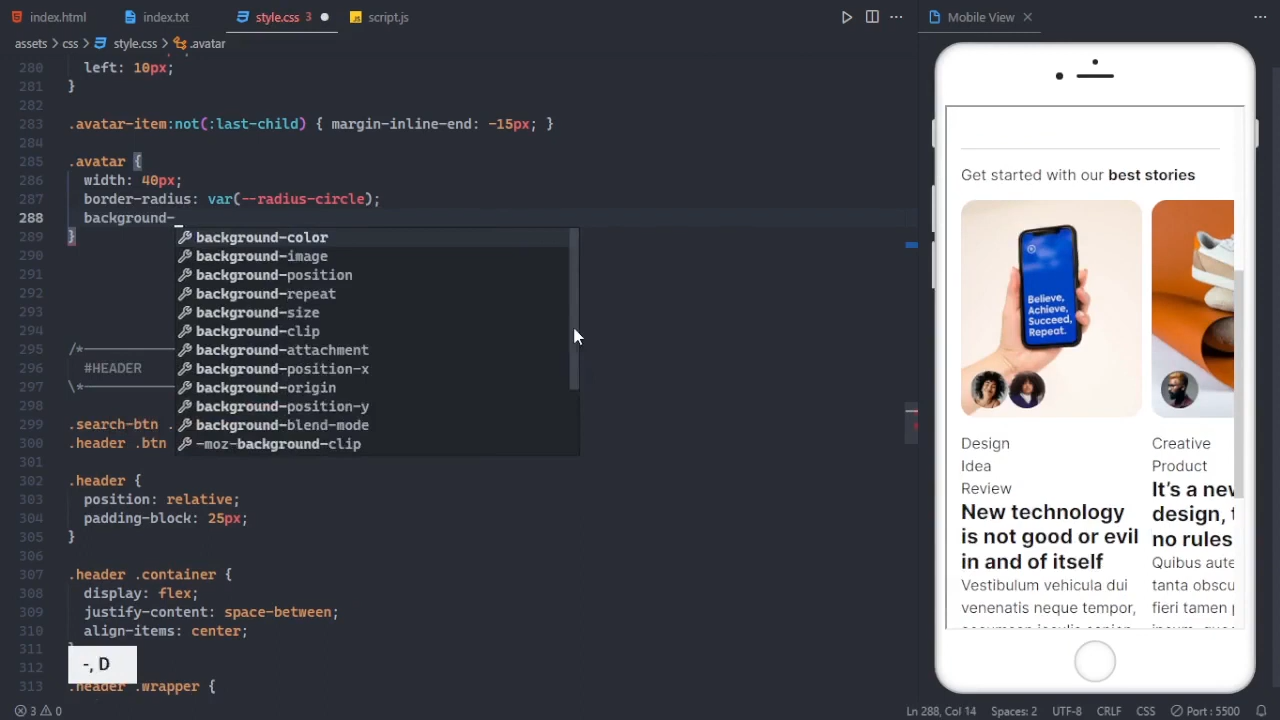 index.html
index.txt
style.css 3
script.js
Mobile View
assets > css > style.css > .avatar
280 left: 10px;
281 }
282
283 .avatar-item:not(:last-child) { margin-inline-end: -15px; }
284
285 .avatar {
286 width: 40px;
287 border-radius: var(--radius-circle);
288 background-
289 }
290
291
292
293
294
295 /*
296 #HEADER
297 \*
298
299 .search-btn .
300 .header .btn
301
302 .header {
303 position: relative;
304 padding-block: 25px;
305 }
306
307 .header .container {
308 display: flex;
309 justify-content: space-between;
310 align-items: center;
311
312
313 .header .wrapper {
background-color
background-image
background-position
background-repeat
background-size
background-clip
background-attachment
background-position-x
background-origin
background-position-y
background-blend-mode
-moz-background-clip
-, D
Get started with our best stories
Believe,
Achieve,
Succeed,
Repeat.
Design
Idea
Review
New technology
is not good or evil
in and of itself
Vestibulum vehicula dui
venenatis neque tempor,
Creative
Product
It's a new
design, t
no rules
Quibus aute
tanta obscu
fieri tamen p
3 0
Ln 288, Col 14
Spaces: 2
UTF-8
CRLF
CSS
Port : 5500